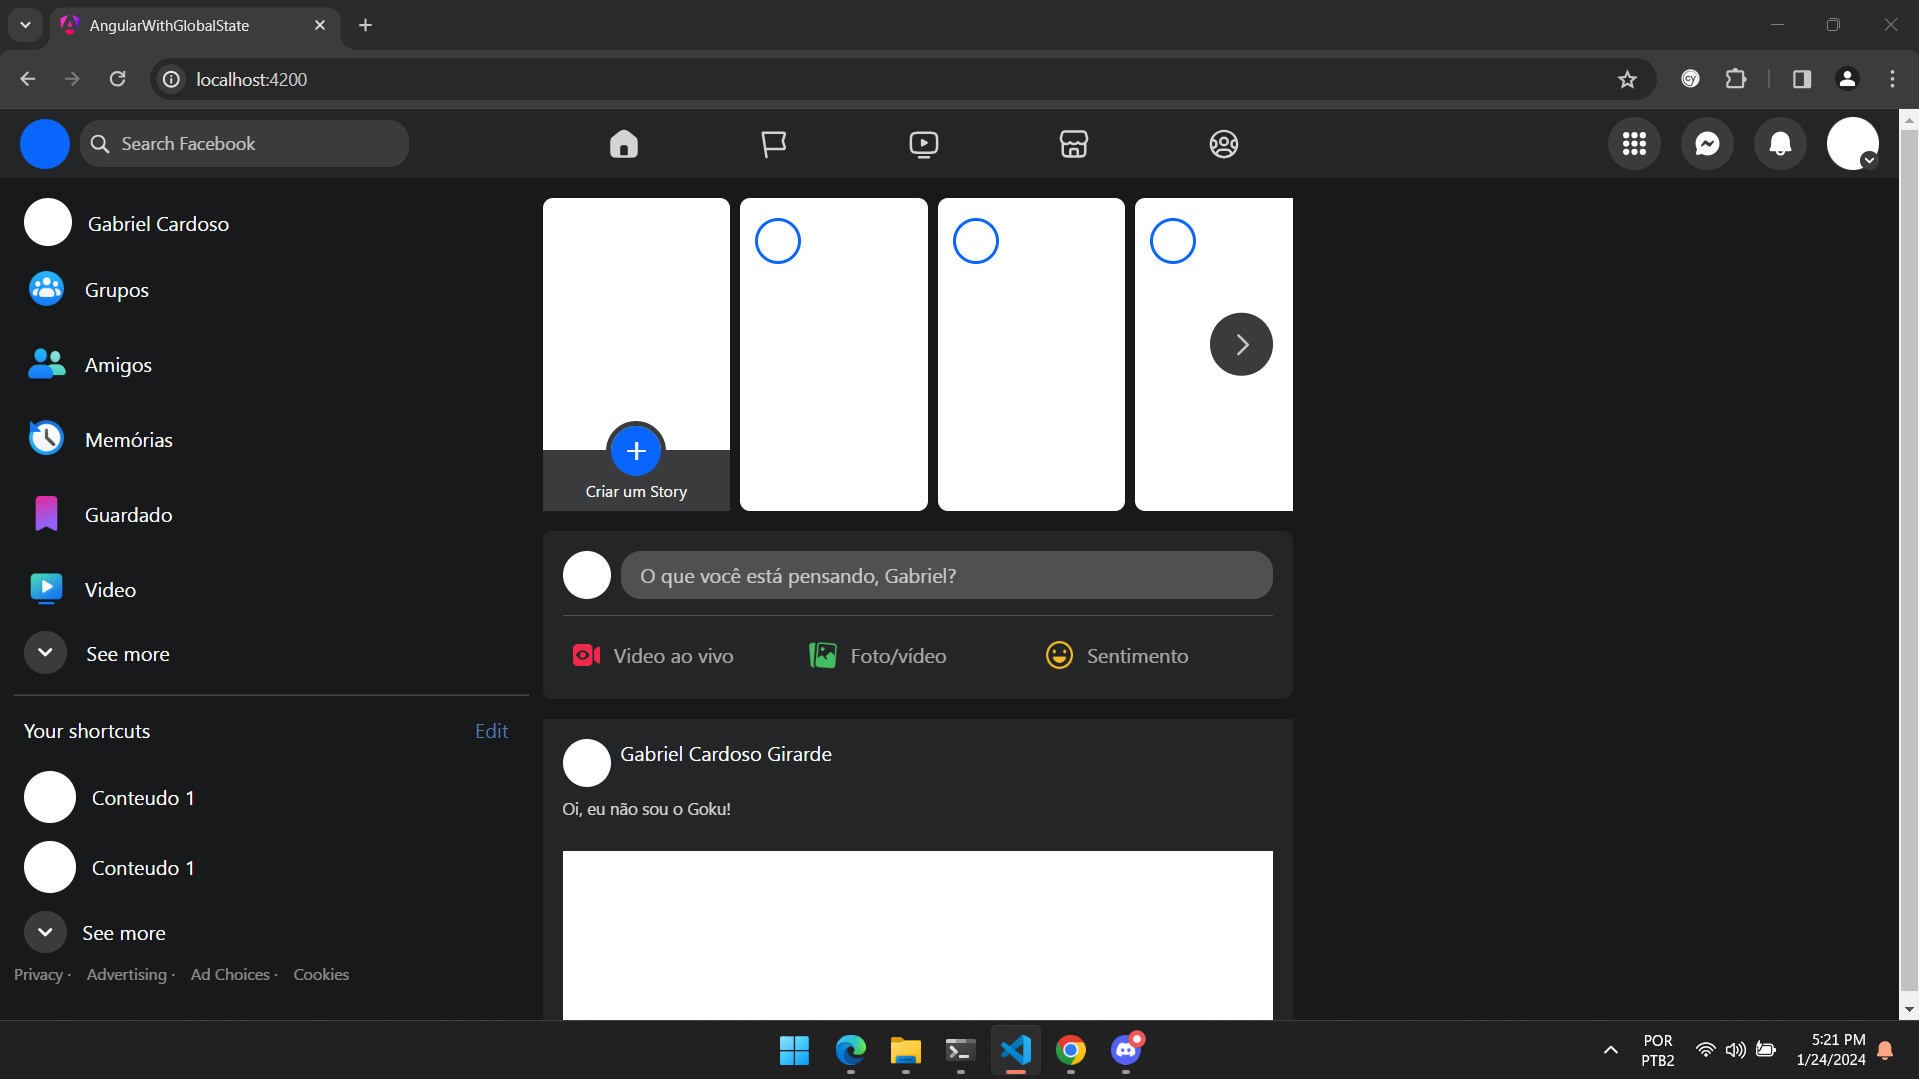 AngularWithGlobalState
localhost:4200
Search Facebook
Gabriel Cardoso
Grupos
Amigos
Memórias
Guardado
Video
See more
Your shortcuts
Edit
Conteudo 1
Conteudo 1
See more
Privacy ·
Advertising ·
Ad Choices ·
Cookies
Criar um Story
O que você está pensando, Gabriel?
Video ao vivo
Foto/vídeo
Sentimento
Gabriel Cardoso Girarde
Oi, eu não sou o Goku!
POR
PTB2
5:21 PM
1/24/2024